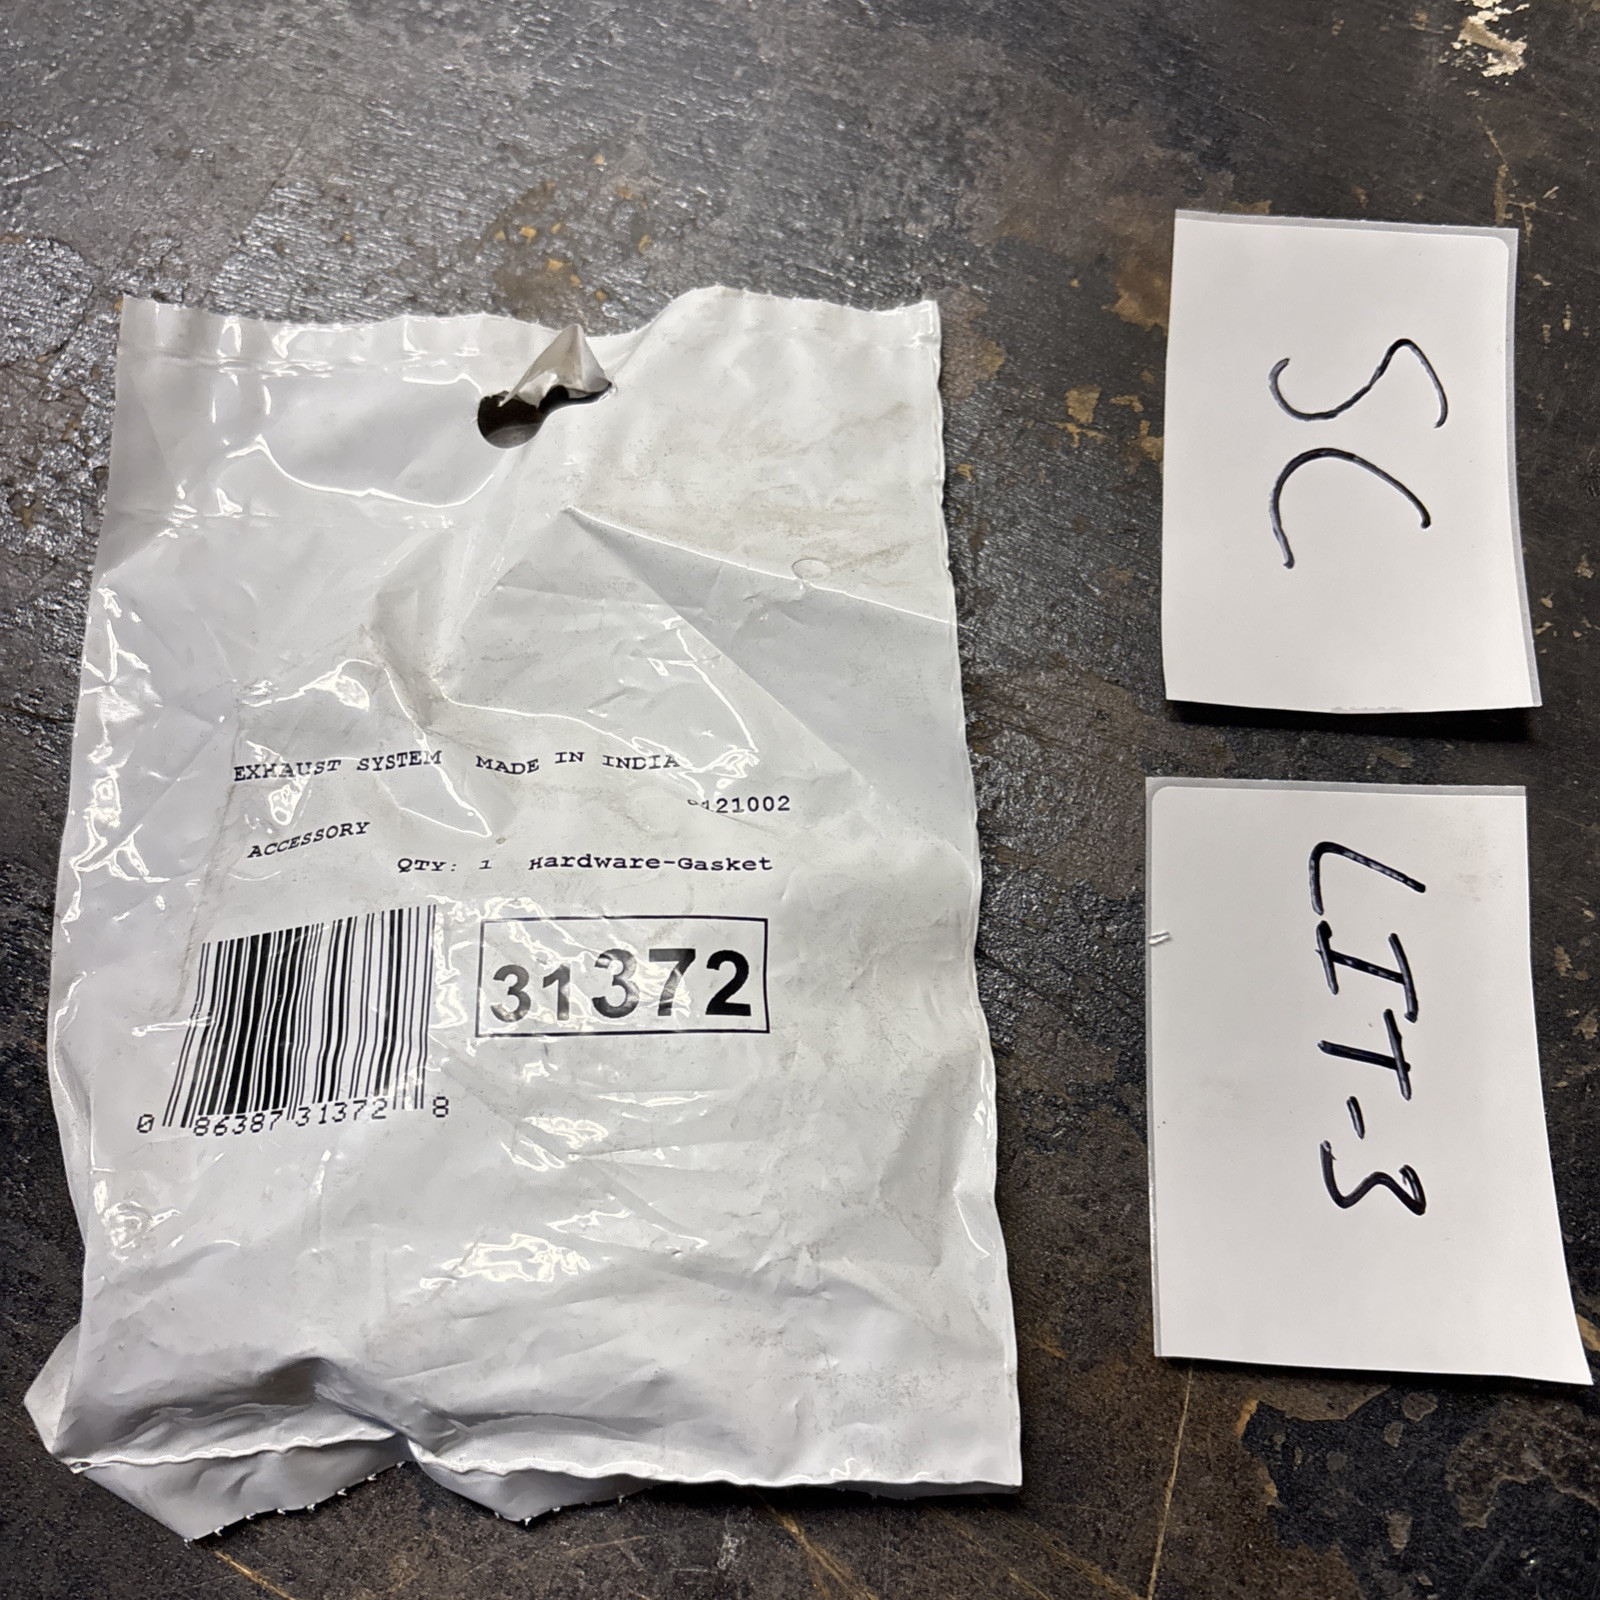 EXHAUST SYSTEM MADE IN INDIA
ACCESSORY
QTY: 1 Hardware-Gasket
31372
0 86387 31372 8
SC
LIT-3